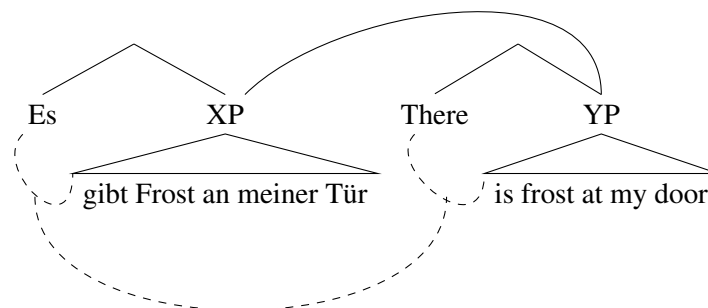 Es XP There YP
gibt Frost an meiner Tür is frost at my door